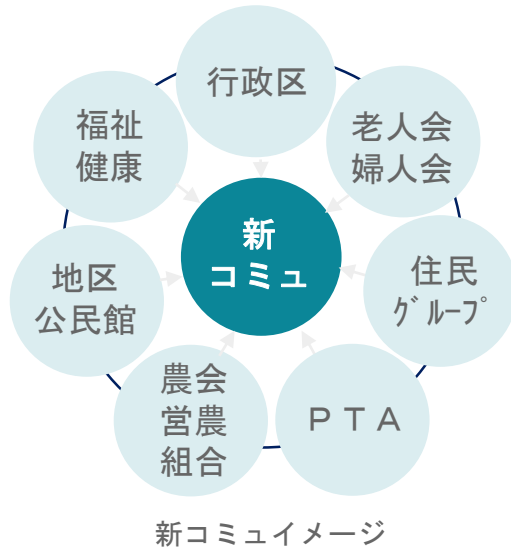 行政区
老人会
婦人会
住民
ｸﾞﾙｰﾌﾟ
ＰＴＡ
農会
営農
組合
地区
公民館
福祉
健康
新
コミュ
新コミュイメージ